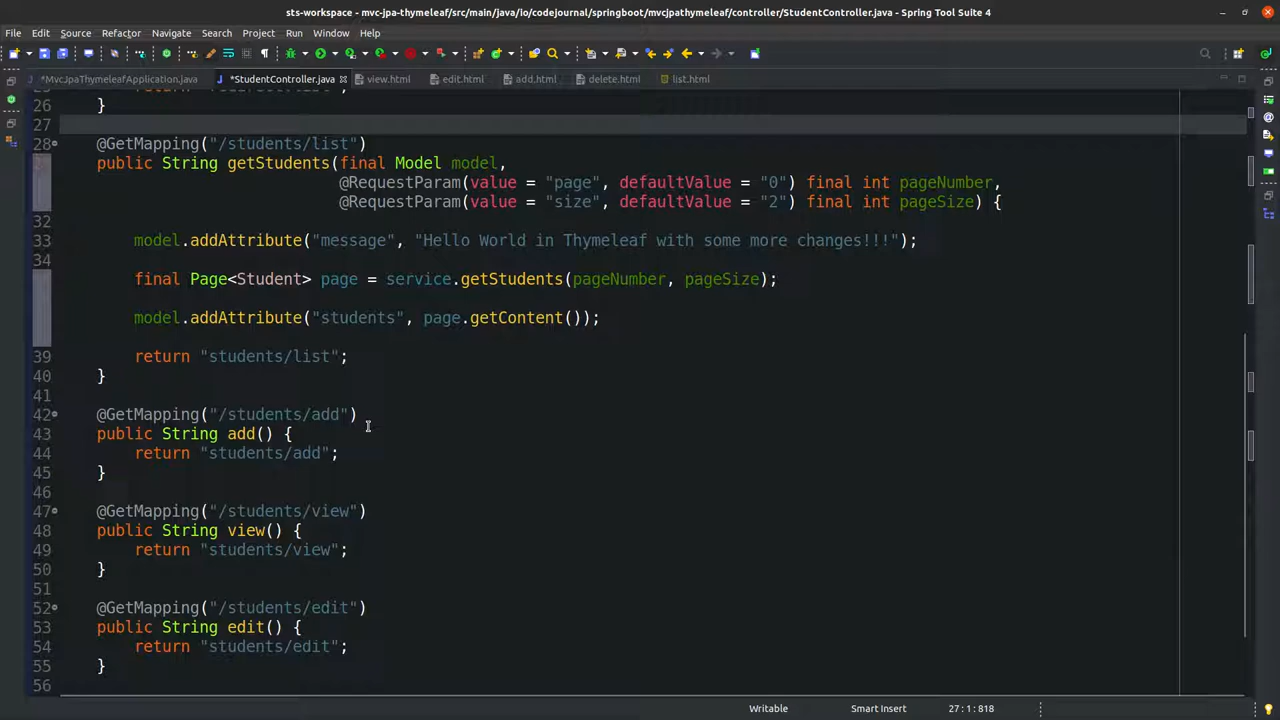 sts-workspace - mvc-jpa-thymeleaf/src/main/java/io/codejournal/springboot/mvcjpathymeleaf/controller/StudentController.java - Spring Tool Suite 4
File Edit Source Refactor Navigate Search Project Run Window Help
*MvcJpaThymeleafApplication.java *StudentController.java view.html edit.html add.html delete.html list.html
26 }
27
28 @GetMapping("/students/list")
public String getStudents(final Model model,
@RequestParam(value = "page", defaultValue = "0") final int pageNumber,
@RequestParam(value = "size", defaultValue = "2") final int pageSize) {
32
33 model.addAttribute("message", "Hello World in Thymeleaf with some more changes!!!");
34
final Page<Student> page = service.getStudents(pageNumber, pageSize);
model.addAttribute("students", page.getContent());
39 return "students/list";
40 }
41
42 @GetMapping("/students/add")
43 public String add() {
44 return "students/add";
45 }
46
47 @GetMapping("/students/view")
48 public String view() {
49 return "students/view";
50 }
51
52 @GetMapping("/students/edit")
53 public String edit() {
54 return "students/edit";
55 }
56
Writable Smart Insert 27:1:818